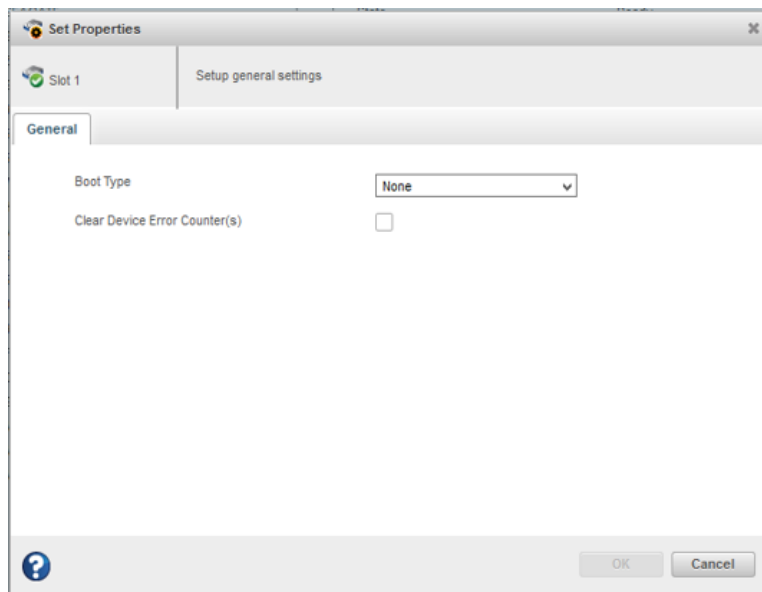 Set Properties
Slot 1
Setup general settings
General
Boot Type
None
Clear Device Error Counter(s)
?
OK
Cancel